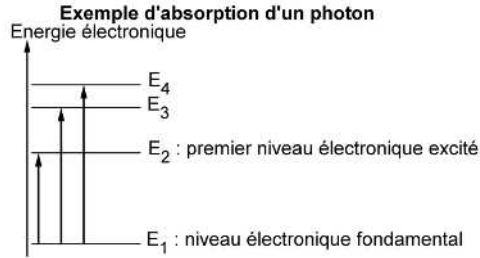 Exemple d'absorption d'un photon
Energie électronique
E4
E3
E2 : premier niveau électronique excité
E1 : niveau électronique fondamental